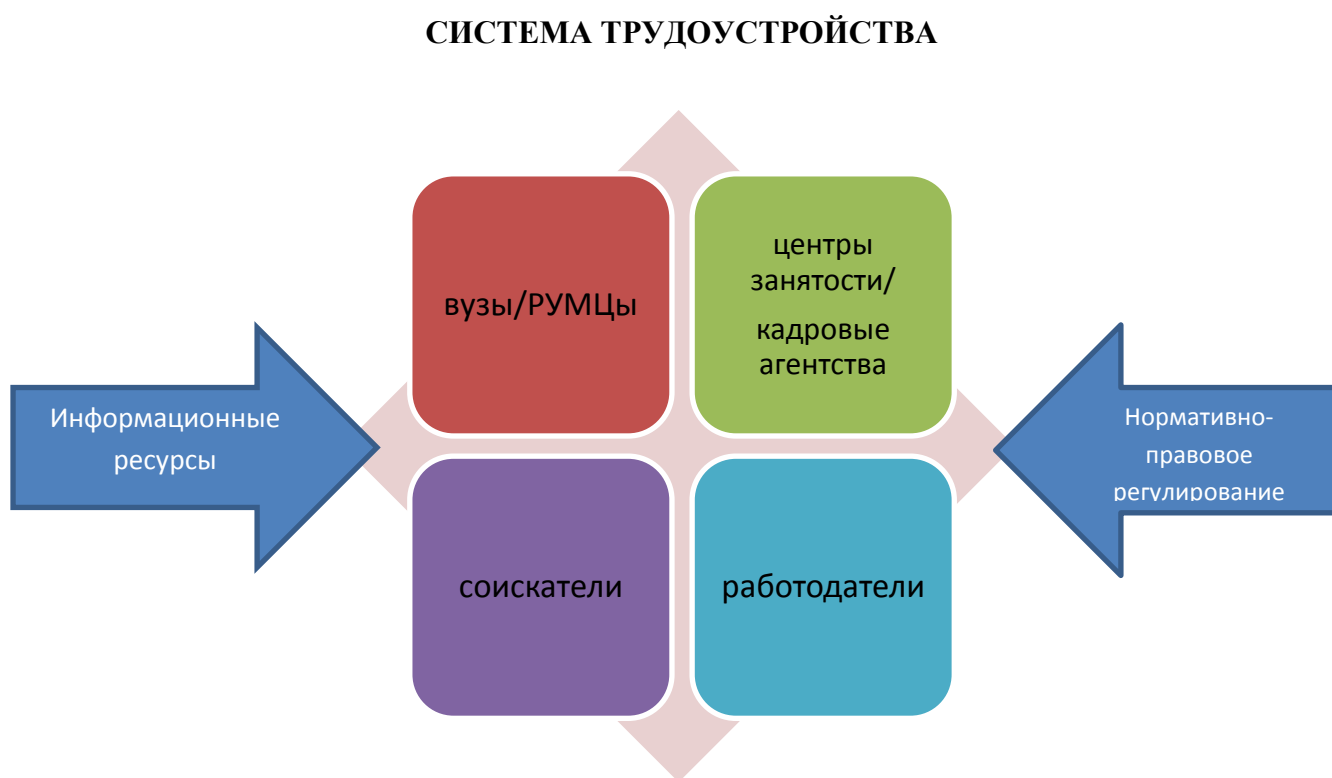 СИСТЕМА ТРУДОУСТРОЙСТВА
вузы/РУМЦы
центры
занятости/
кадровые
агентства
Информационные
ресурсы
Нормативно-
правовое
регулирование
соискатели
работодатели